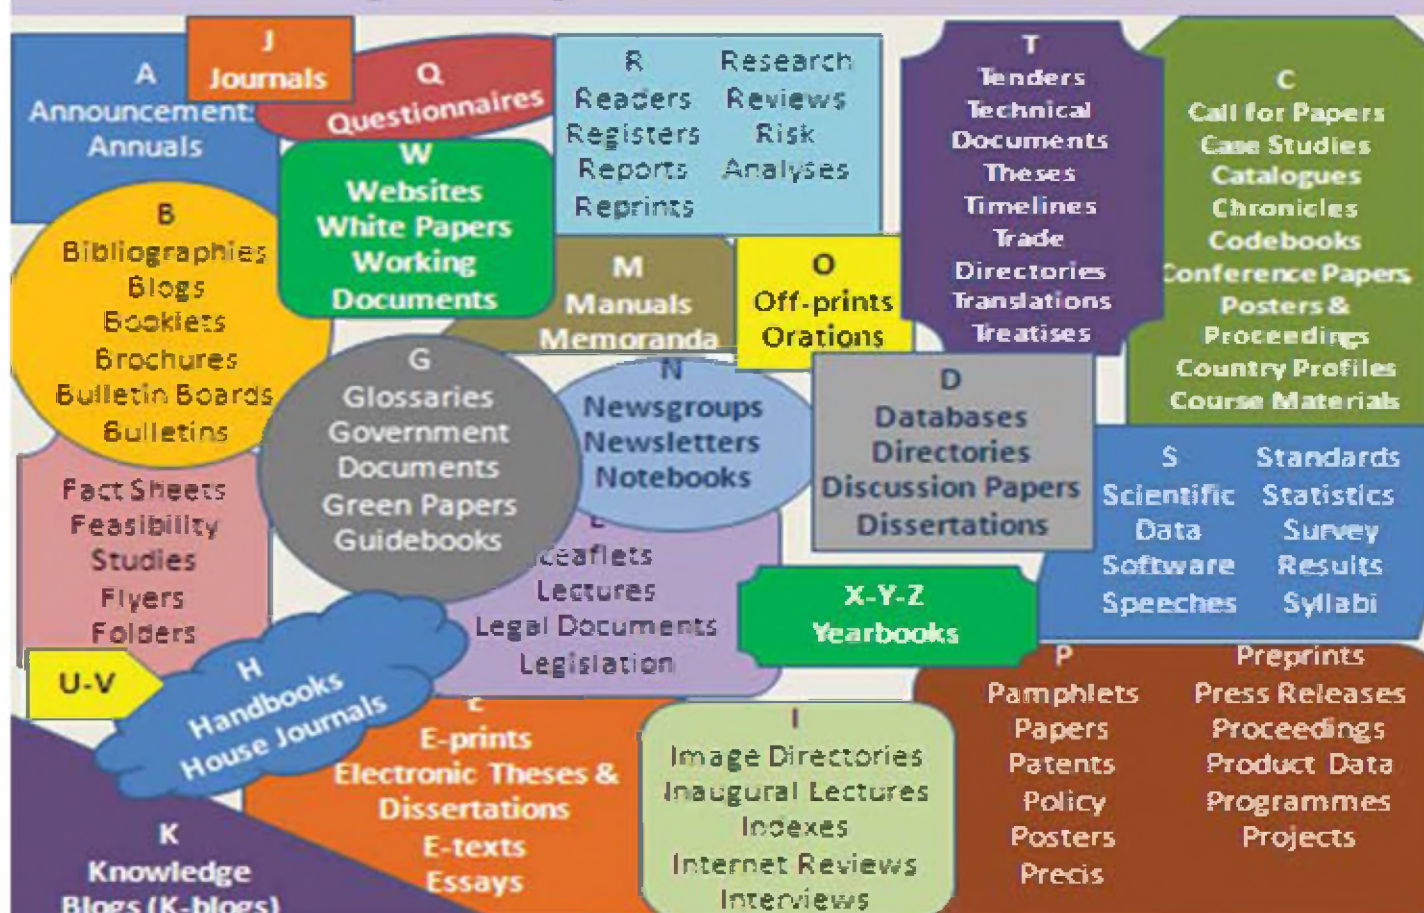 J
Journals
A
Announcement
Annuals
Q
Questionnaires
R
Readers
Registers
Reports
Reprints
Research
Reviews
Risk
Analyses
T
Tenders
Technical
Documents
Theses
Timelines
Trade
Directories
Translations
Treatises
C
Call for Papers
Case Studies
Catalogues
Chronicles
Codebooks
Conference Papers,
Posters &
Proceedings
Country Profiles
Course Materials
W
Websites
White Papers
Working
Documents
B
Bibliographies
Blogs
Booklets
Brochures
Bulletin Boards
Bulletins
M
Manuals
Memoranda
O
Off-prints
Orations
G
Glossaries
Government
Documents
Green Papers
Guidebooks
N
Newsgroups
Newsletters
Notebooks
D
Databases
Directories
Discussion Papers
Dissertations
Fact Sheets
Feasibility
Studies
Flyers
Folders
L
Leaflets
Lectures
Legal Documents
Legislation
S
Scientific
Data
Software
Speeches
Standards
Statistics
Survey
Results
Syllabi
X-Y-Z
Yearbooks
U-V
H
Handbooks
House Journals
E
E-prints
Electronic Theses &
Dissertations
E-texts
Essays
I
Image Directories
Inaugural Lectures
Indexes
Internet Reviews
Interviews
P
Pamphlets
Papers
Patents
Policy
Posters
Precis
Preprints
Press Releases
Proceedings
Product Data
Programmes
Projects
K
Knowledge
Blogs (K-blogs)